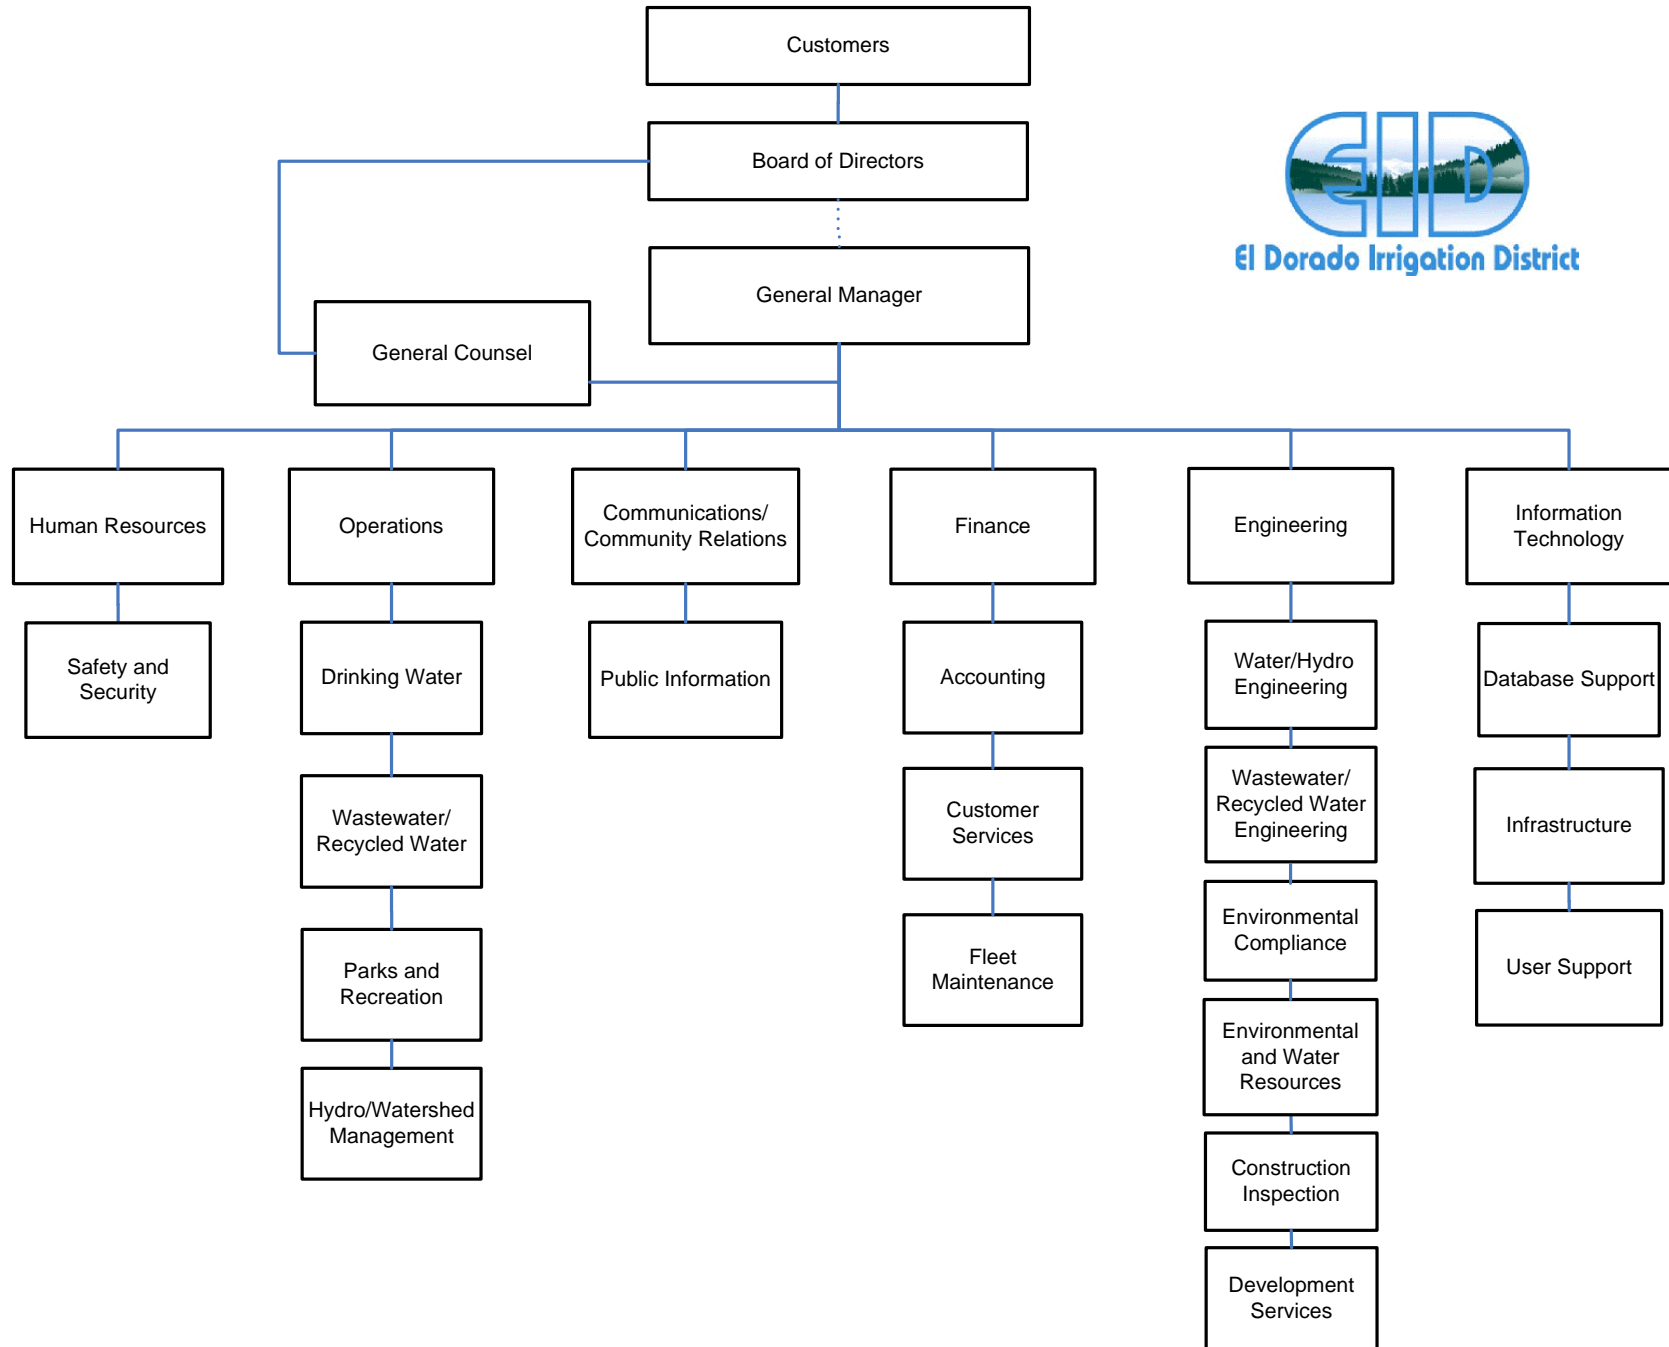 Customers
Board of Directors
EID
El Dorado Irrigation District
General Manager
General Counsel
Human Resources
Operations
Communications/
Community Relations
Finance
Engineering
Information
Technology
Safety and
Security
Drinking Water
Wastewater/
Recycled Water
Parks and
Recreation
Hydro/Watershed
Management
Public Information
Accounting
Customer
Services
Fleet
Maintenance
Water/Hydro
Engineering
Wastewater/
Recycled Water
Engineering
Environmental
Compliance
Environmental
and Water
Resources
Construction
Inspection
Development
Services
Database Support
Infrastructure
User Support